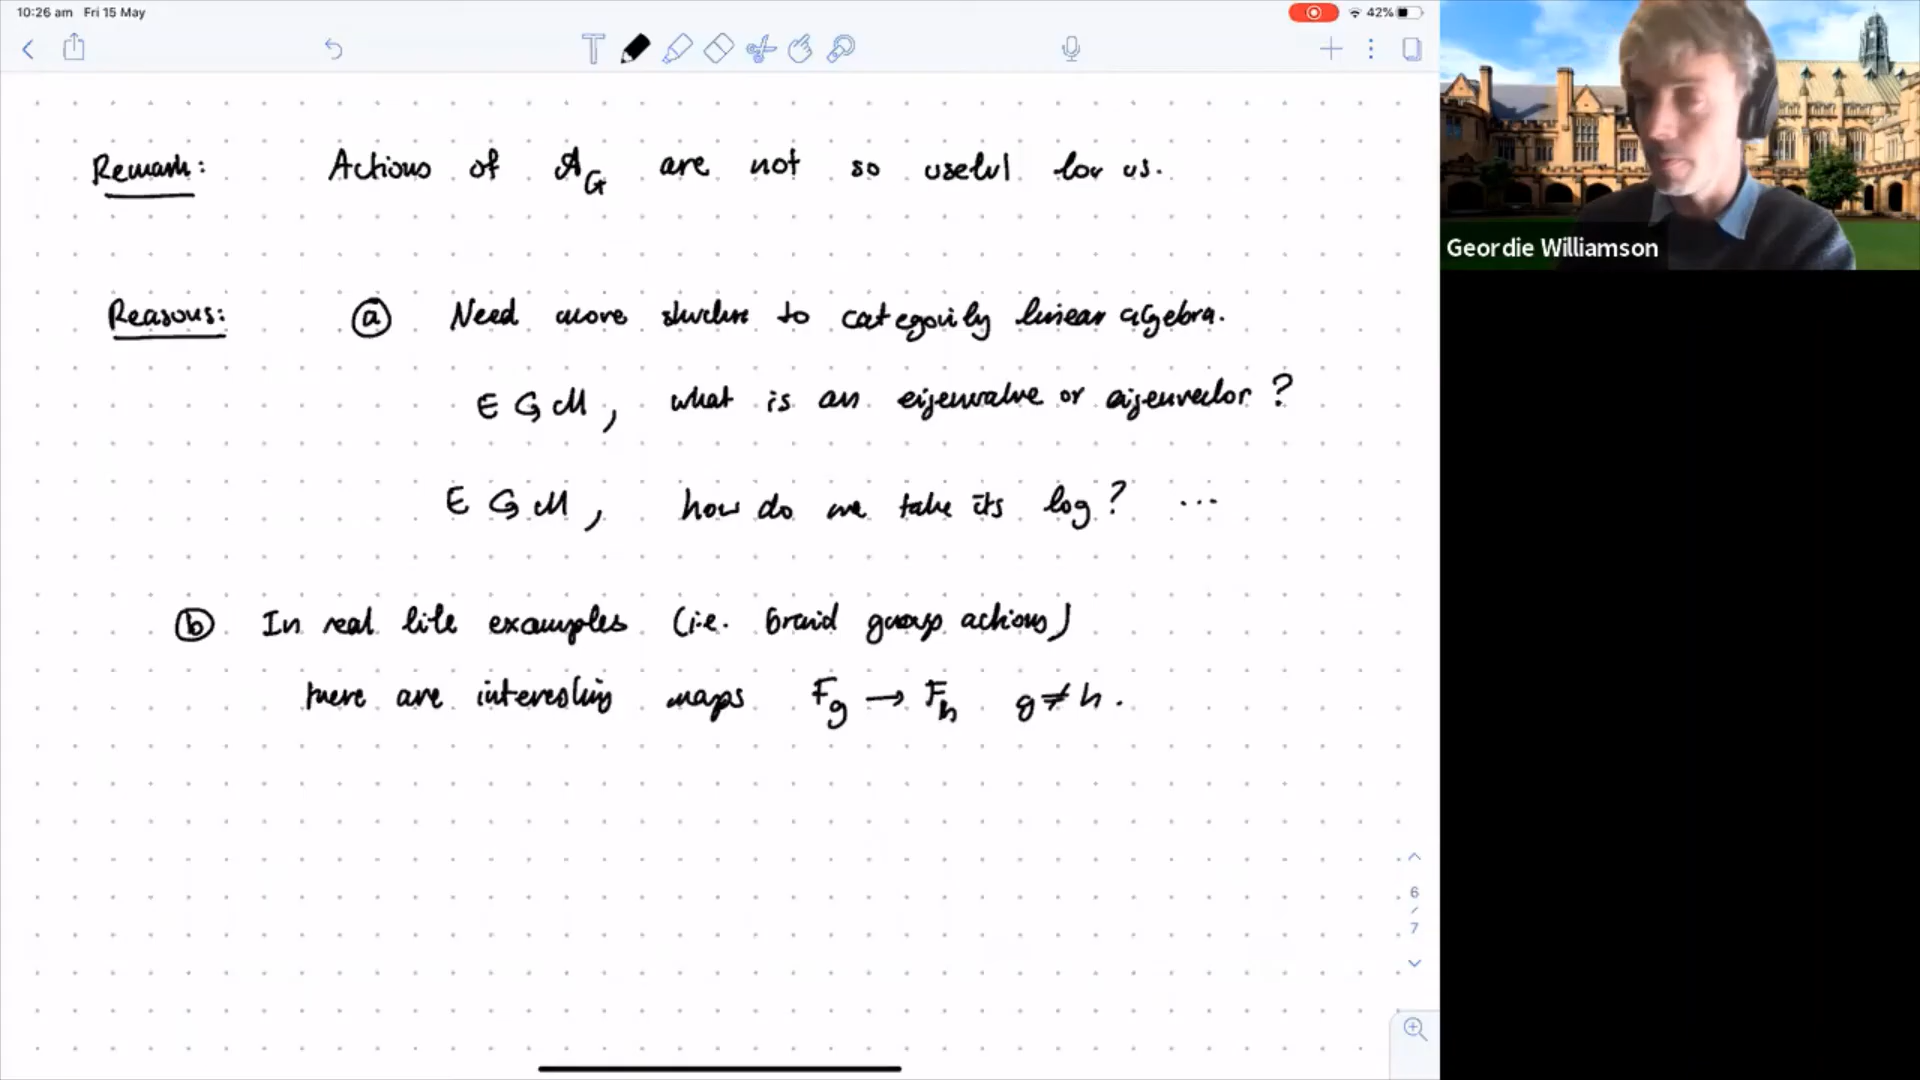 10:26 am Fri 15 May
42%
Remark: Actions of 𝒜_G are not so useful for us.
Reasons: (a) Need more structure to categorify linear algebra.
E G M, what is an eigenvalue or eigenvector?
E G M, how do we take its log? ...
(b) In real life examples (i.e. braid group actions)
there are interesting maps F_g → F_h g ≠ h.
6
/
7
Geordie Williamson